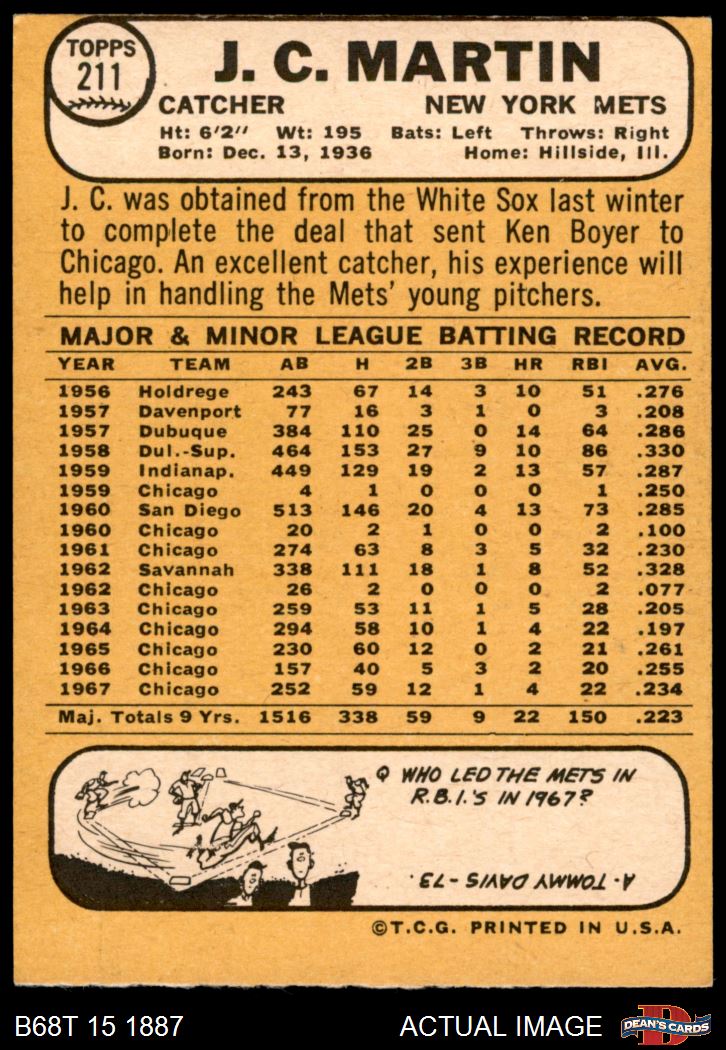 TOPPS
211
J. C. MARTIN
CATCHER NEW YORK METS
Ht: 6'2" Wt: 195 Bats: Left Throws: Right
Born: Dec. 13, 1936 Home: Hillside, Ill.
J. C. was obtained from the White Sox last winter
to complete the deal that sent Ken Boyer to
Chicago. An excellent catcher, his experience will
help in handling the Mets' young pitchers.
MAJOR & MINOR LEAGUE BATTING RECORD
YEAR TEAM AB H 2B 3B HR RBI AVG.
1956 Holdrege 243 67 14 3 10 51 .276
1957 Davenport 77 16 3 1 0 3 .208
1957 Dubuque 384 110 25 0 14 64 .286
1958 Dul.-Sup. 464 153 27 9 10 86 .330
1959 Indianap. 449 129 19 2 13 57 .287
1959 Chicago 4 1 0 0 0 1 .250
1960 San Diego 513 146 20 4 13 73 .285
1960 Chicago 20 2 1 0 0 2 .100
1961 Chicago 274 63 8 3 5 32 .230
1962 Savannah 338 111 18 1 8 52 .328
1962 Chicago 26 2 0 0 0 2 .077
1963 Chicago 259 53 11 1 5 28 .205
1964 Chicago 294 58 10 1 4 22 .197
1965 Chicago 230 60 12 0 2 21 .261
1966 Chicago 157 40 5 3 2 20 .255
1967 Chicago 252 59 12 1 4 22 .234
Maj. Totals 9 Yrs. 1516 338 59 9 22 150 .223
Q WHO LED THE METS IN
R.B.I.'S IN 1967?
A- TOMMY DAVIS - 73.
©T.C.G. PRINTED IN U.S.A.
B68T 15 1887 ACTUAL IMAGE
D
DEAN'S CARDS